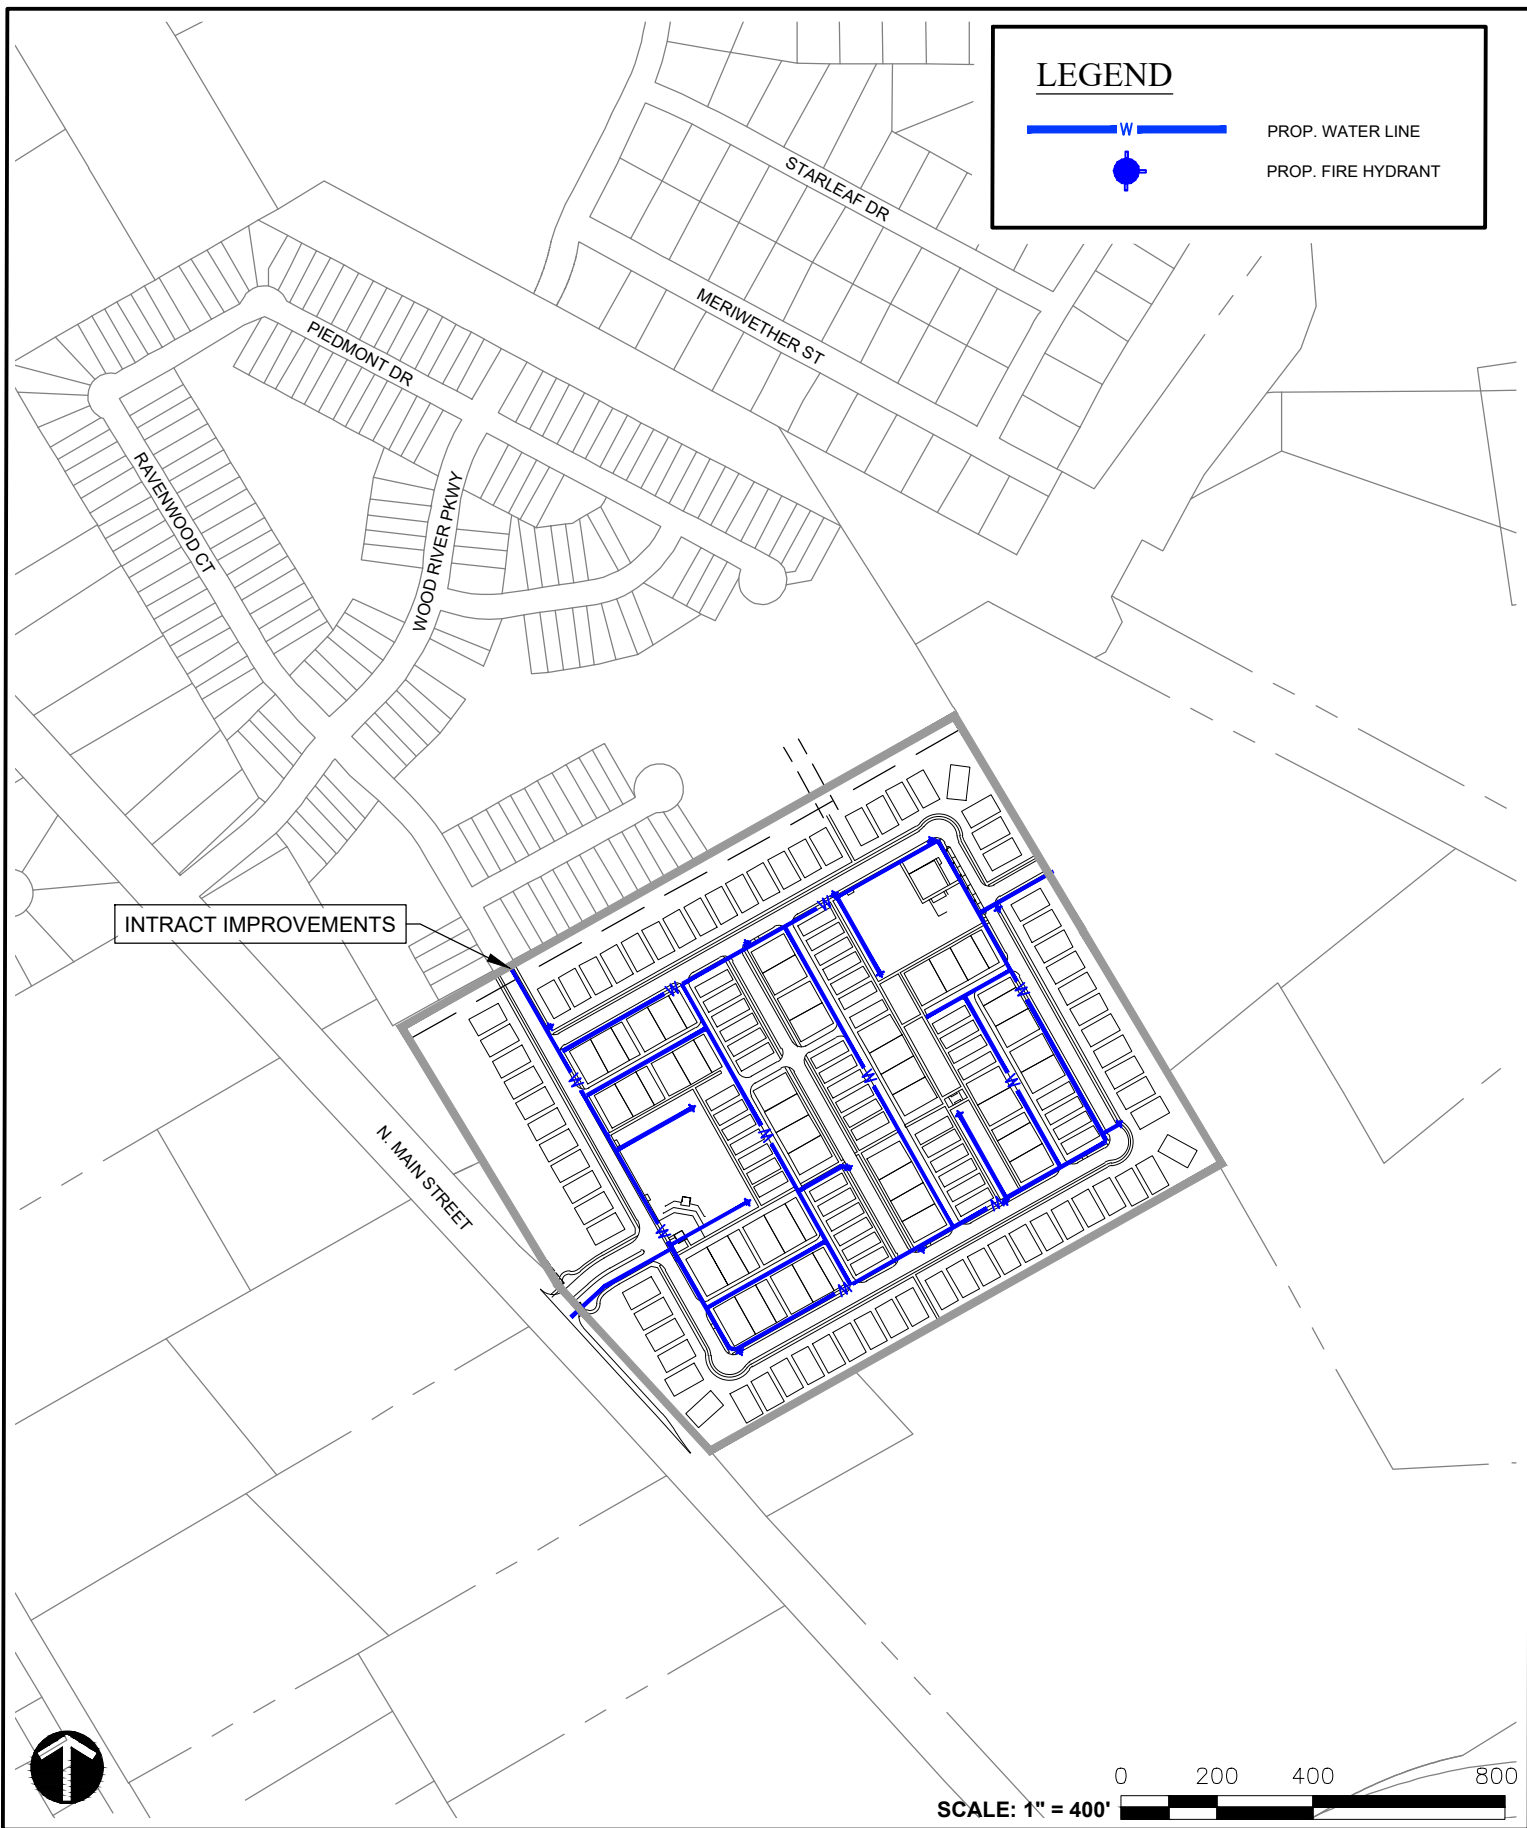 LEGEND
W
PROP. WATER LINE
PROP. FIRE HYDRANT
STARLEAF DR
MERIWETHER ST
PIEDMONT DR
RAVENWOOD CT
WOOD RIVER PKWY
INTRACT IMPROVEMENTS
W
W
W
W
W
W
W
W
W
W
W
N. MAIN STREET
0 200 400 800
SCALE: 1" = 400'